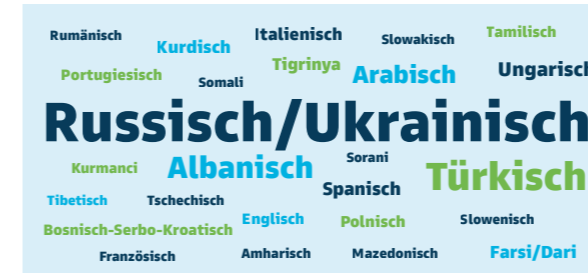 Rumänisch Kurdisch Italienisch Slowakisch Tamilisch
Portugiesisch Somali Tigrinya Arabisch Ungarisch
Russisch/Ukrainisch
Kurmanci Albanisch Sorani Türkisch
Tibetisch Tschechisch Spanisch
Bosnisch-Serbo-Kroatisch Englisch Polnisch Slowenisch
Französisch Amharisch Mazedonisch Farsi/Dari